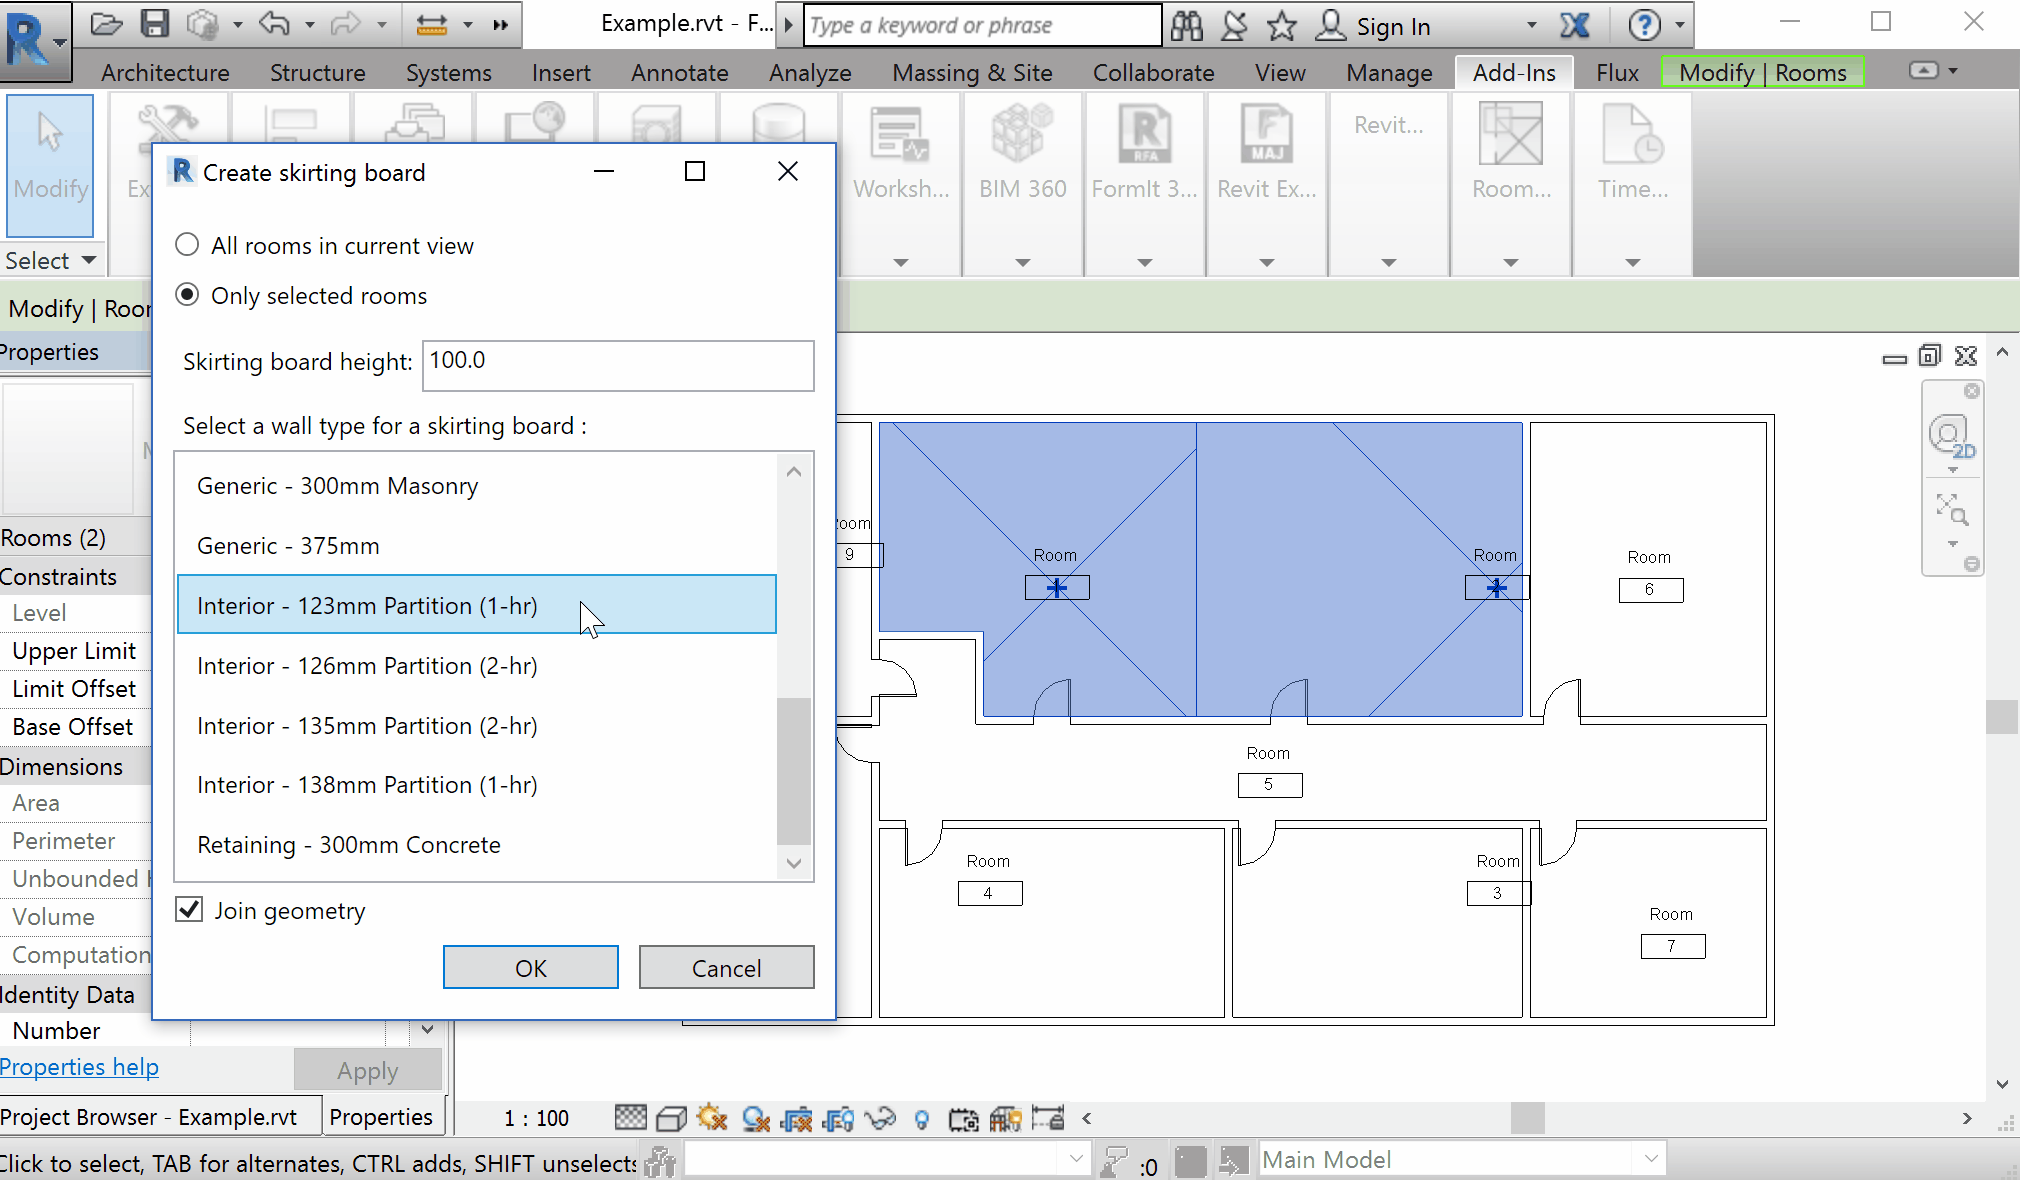 Example.rvt - F...
Type a keyword or phrase
Sign In
Architecture Structure Systems Insert Annotate Analyze Massing & Site Collaborate View Manage Add-Ins Flux Modify | Rooms
Modify
Ex
Worksh...
BIM 360
RFA
FormIt 3...
MAJ
Revit Ex...
Revit...
Room...
Time...
Select
Modify | Roor
Properties
Rooms (2)
Constraints
Level
Upper Limit
Limit Offset
Base Offset
Dimensions
Area
Perimeter
Unbounded
Volume
Computation
Identity Data
Number
Properties help
Apply
Project Browser - Example.rvt
Properties
Create skirting board
All rooms in current view
Only selected rooms
Skirting board height: 100.0
Select a wall type for a skirting board :
Generic - 300mm Masonry
Generic - 375mm
Interior - 123mm Partition (1-hr)
Interior - 126mm Partition (2-hr)
Interior - 135mm Partition (2-hr)
Interior - 138mm Partition (1-hr)
Retaining - 300mm Concrete
Join geometry
OK
Cancel
2D
oom
9
Room
Room
Room
6
Room
5
Room
4
Room
3
Room
7
1 : 100
Click to select, TAB for alternates, CTRL adds, SHIFT unselects
:0
Main Model